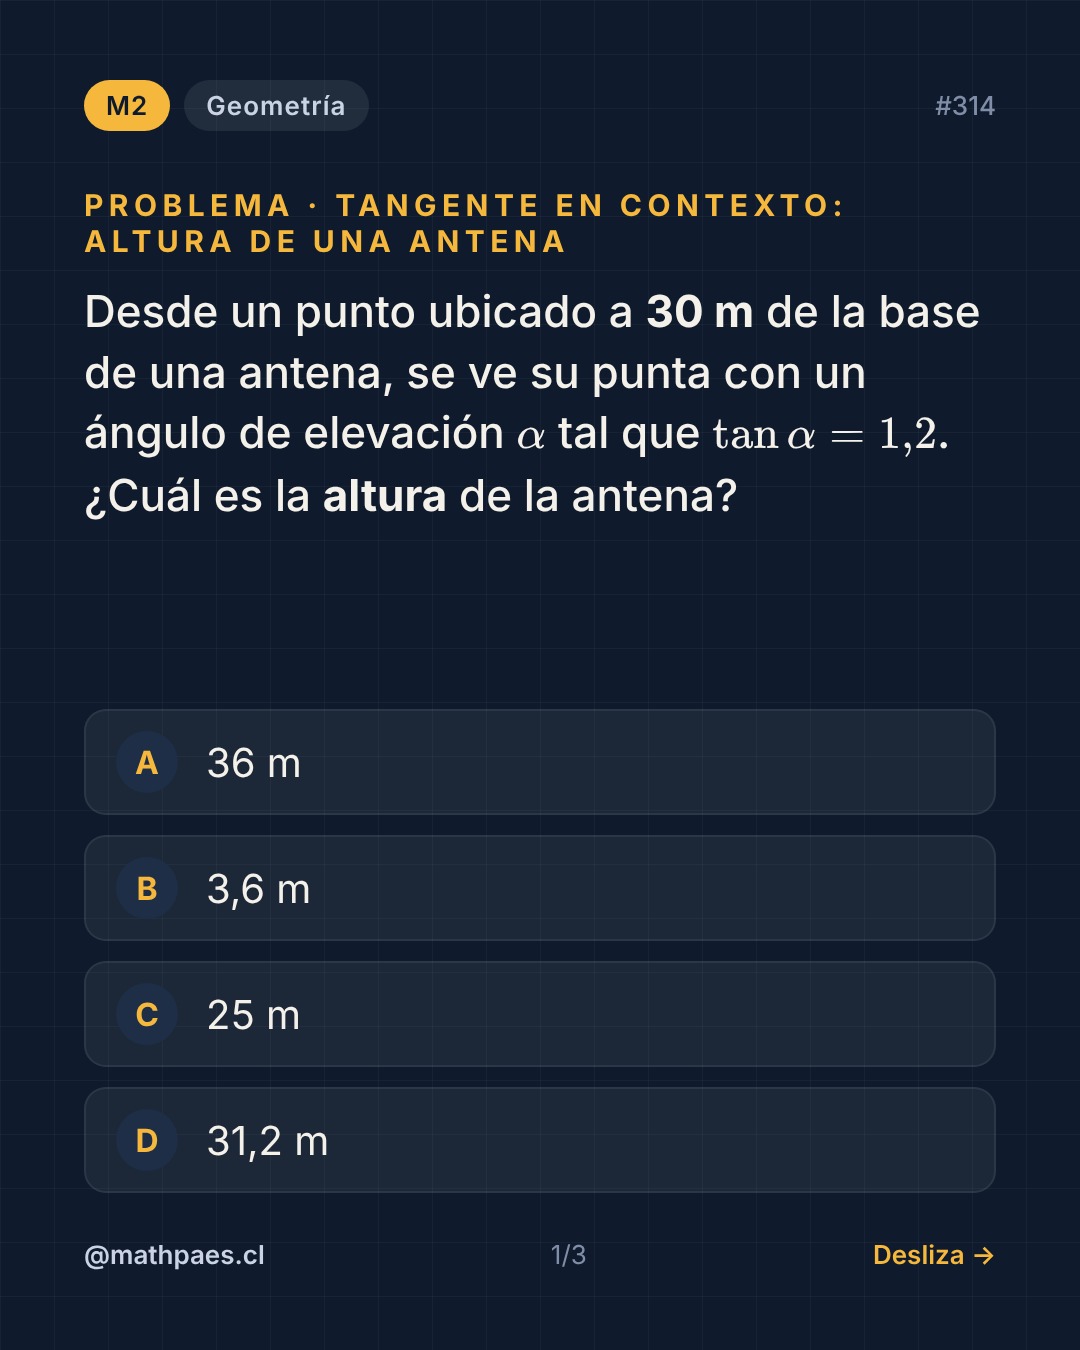 M2 Geometría #314
PROBLEMA · TANGENTE EN CONTEXTO:
ALTURA DE UNA ANTENA
Desde un punto ubicado a 30 m de la base
de una antena, se ve su punta con un
ángulo de elevación α tal que tan α = 1,2.
¿Cuál es la altura de la antena?
A 36 m
B 3,6 m
C 25 m
D 31,2 m
@mathpaes.cl 1/3 Desliza →